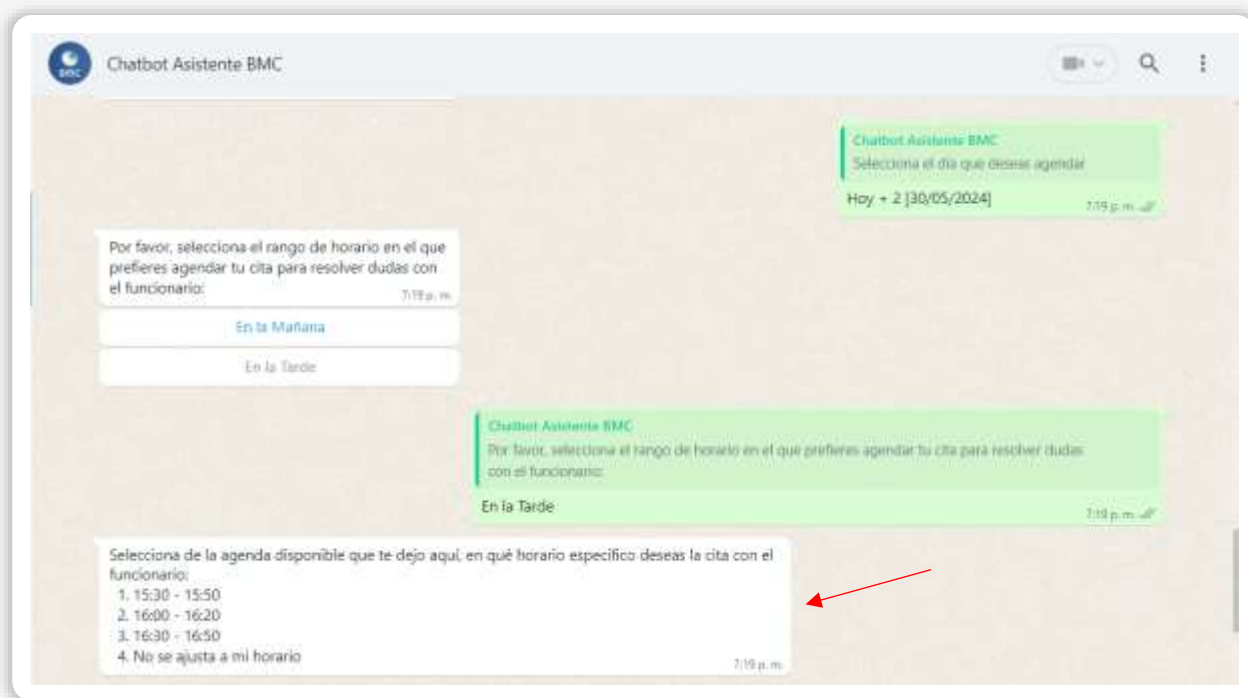 BMC
Chatbot Asistente BMC
Chatbot Asistente BMC
Selecciona el día que deseas agendar
Hoy + 2 [30/05/2024]
7:19 p. m.
Por favor, selecciona el rango de horario en el que
prefieres agendar tu cita para resolver dudas con
el funcionario:
7:19 p. m.
En la Mañana
En la Tarde
Chatbot Asistente BMC
Por favor, selecciona el rango de horario en el que prefieres agendar tu cita para resolver dudas
con el funcionario:
En la Tarde
7:19 p. m.
Selecciona de la agenda disponible que te dejo aquí, en qué horario específico deseas la cita con el
funcionario:
1. 15:30 - 15:50
2. 16:00 - 16:20
3. 16:30 - 16:50
4. No se ajusta a mi horario
7:19 p. m.